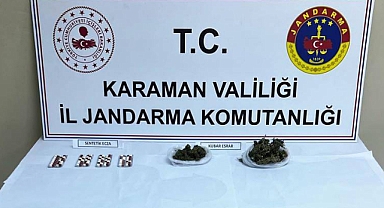 JANDARMA
T.C.
KARAMAN VALİLİĞİ
İL JANDARMA KOMUTANLIĞI
SENTETİK ECZA
KUBAR ESRAR